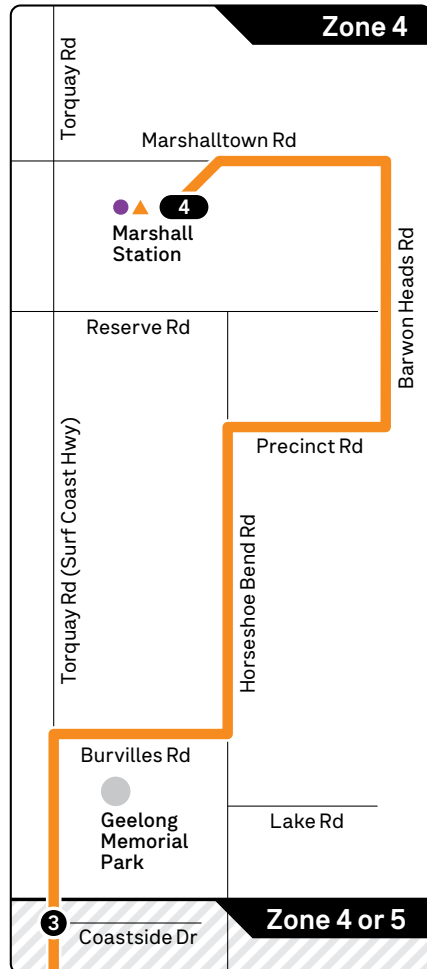 Zone 4
Torquay Rd
Marshalltown Rd
4
Marshall
Station
Barwon Heads Rd
Reserve Rd
Precinct Rd
Torquay Rd (Surf Coast Hwy)
Horseshoe Bend Rd
Burvilles Rd
Geelong
Memorial
Park
Lake Rd
3
Coastside Dr
Zone 4 or 5